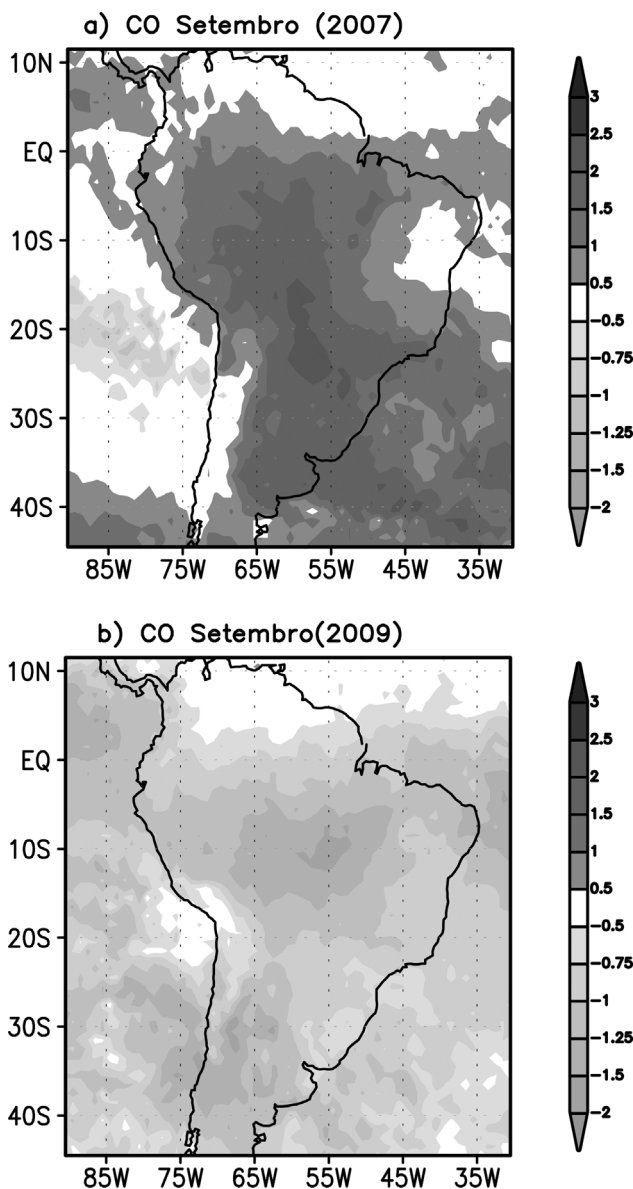 a) CO Setembro (2007)
10N
EQ
10S
20S
30S
40S
85W 75W 65W 55W 45W 35W
3
2.5
2
1.5
1
0.5
-0.5
-0.75
-1
-1.25
-1.5
-2
b) CO Setembro(2009)
10N
EQ
10S
20S
30S
40S
85W 75W 65W 55W 45W 35W
3
2.5
2
1.5
1
0.5
-0.5
-0.75
-1
-1.25
-1.5
-2